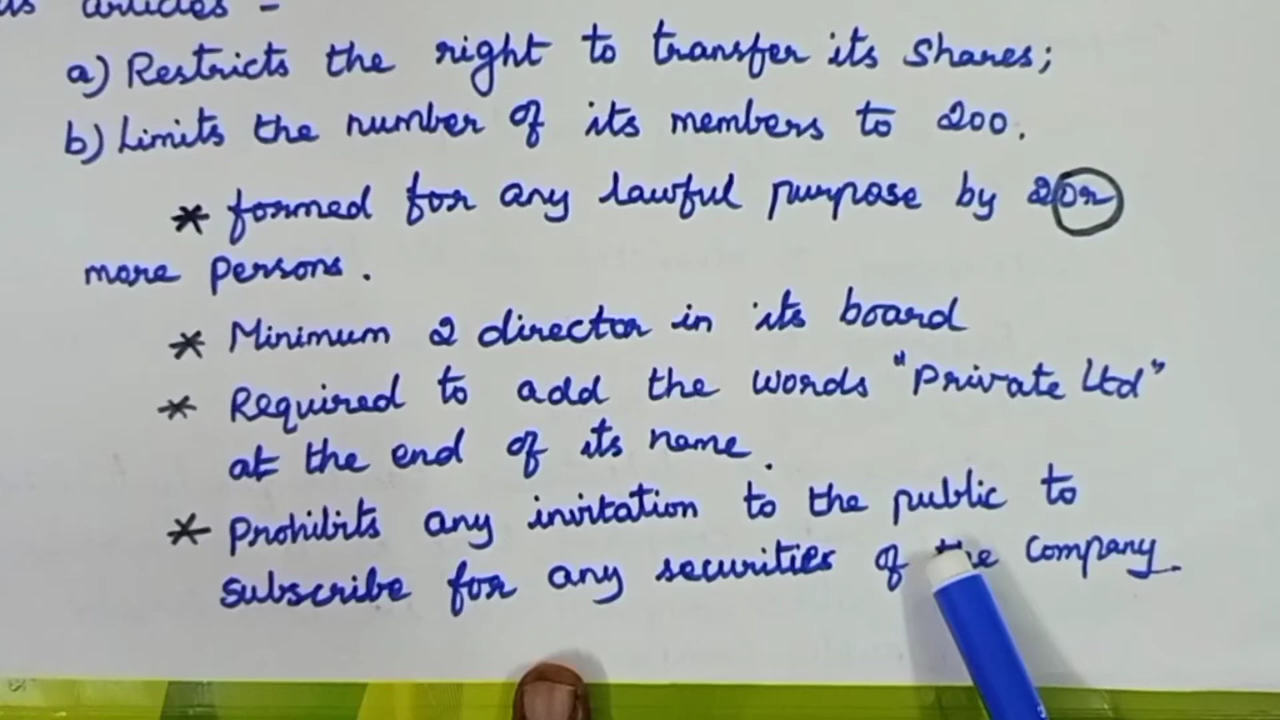 articles -
a) Restricts the right to transfer its shares;
b) Limits the number of its members to 200.
* formed for any lawful purpose by 2 or
more persons.
* Minimum 2 director in its board
* Required to add the words "Private Ltd"
at the end of its name.
* Prohibits any invitation to the public to
subscribe for any securities of the company.